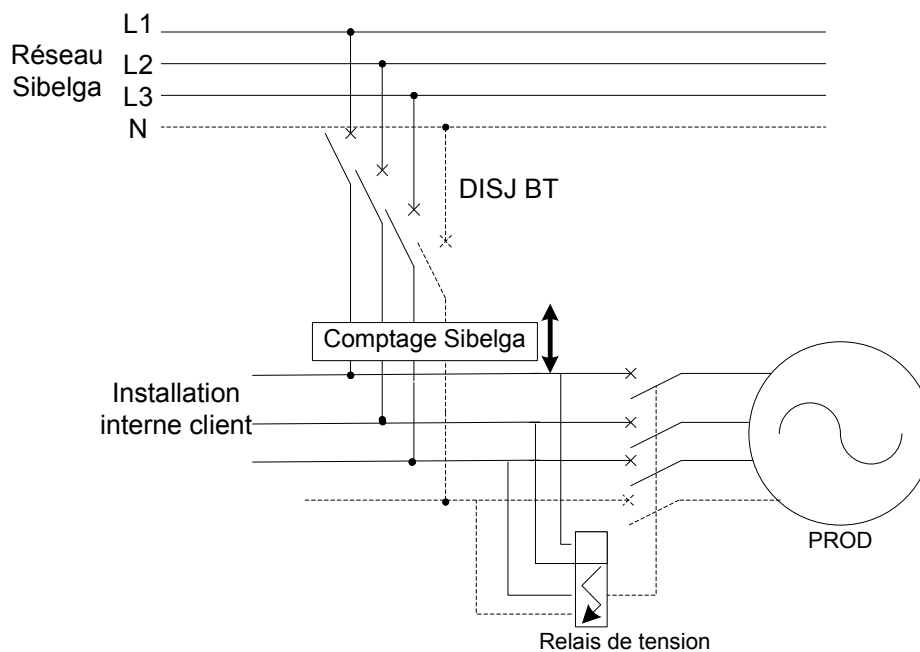 L1
Réseau
Sibelga
L2
L3
N
DISJ BT
Comptage Sibelga
Installation
interne client
PROD
Relais de tension